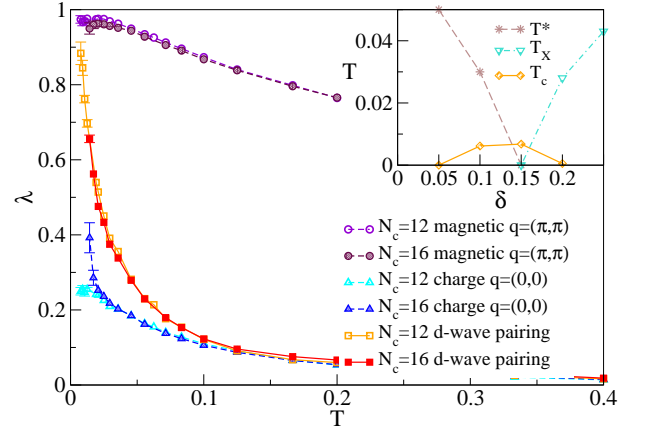 1
0.8
0.6
0.4
0.2
0
λ
0
0.1
0.2
0.3
0.4
T
0.04
0.02
0
T
0
0.05
0.1
0.15
0.2
δ
T*
T_X
T_c
N_c=12 magnetic q=(π,π)
N_c=16 magnetic q=(π,π)
N_c=12 charge q=(0,0)
N_c=16 charge q=(0,0)
N_c=12 d-wave pairing
N_c=16 d-wave pairing